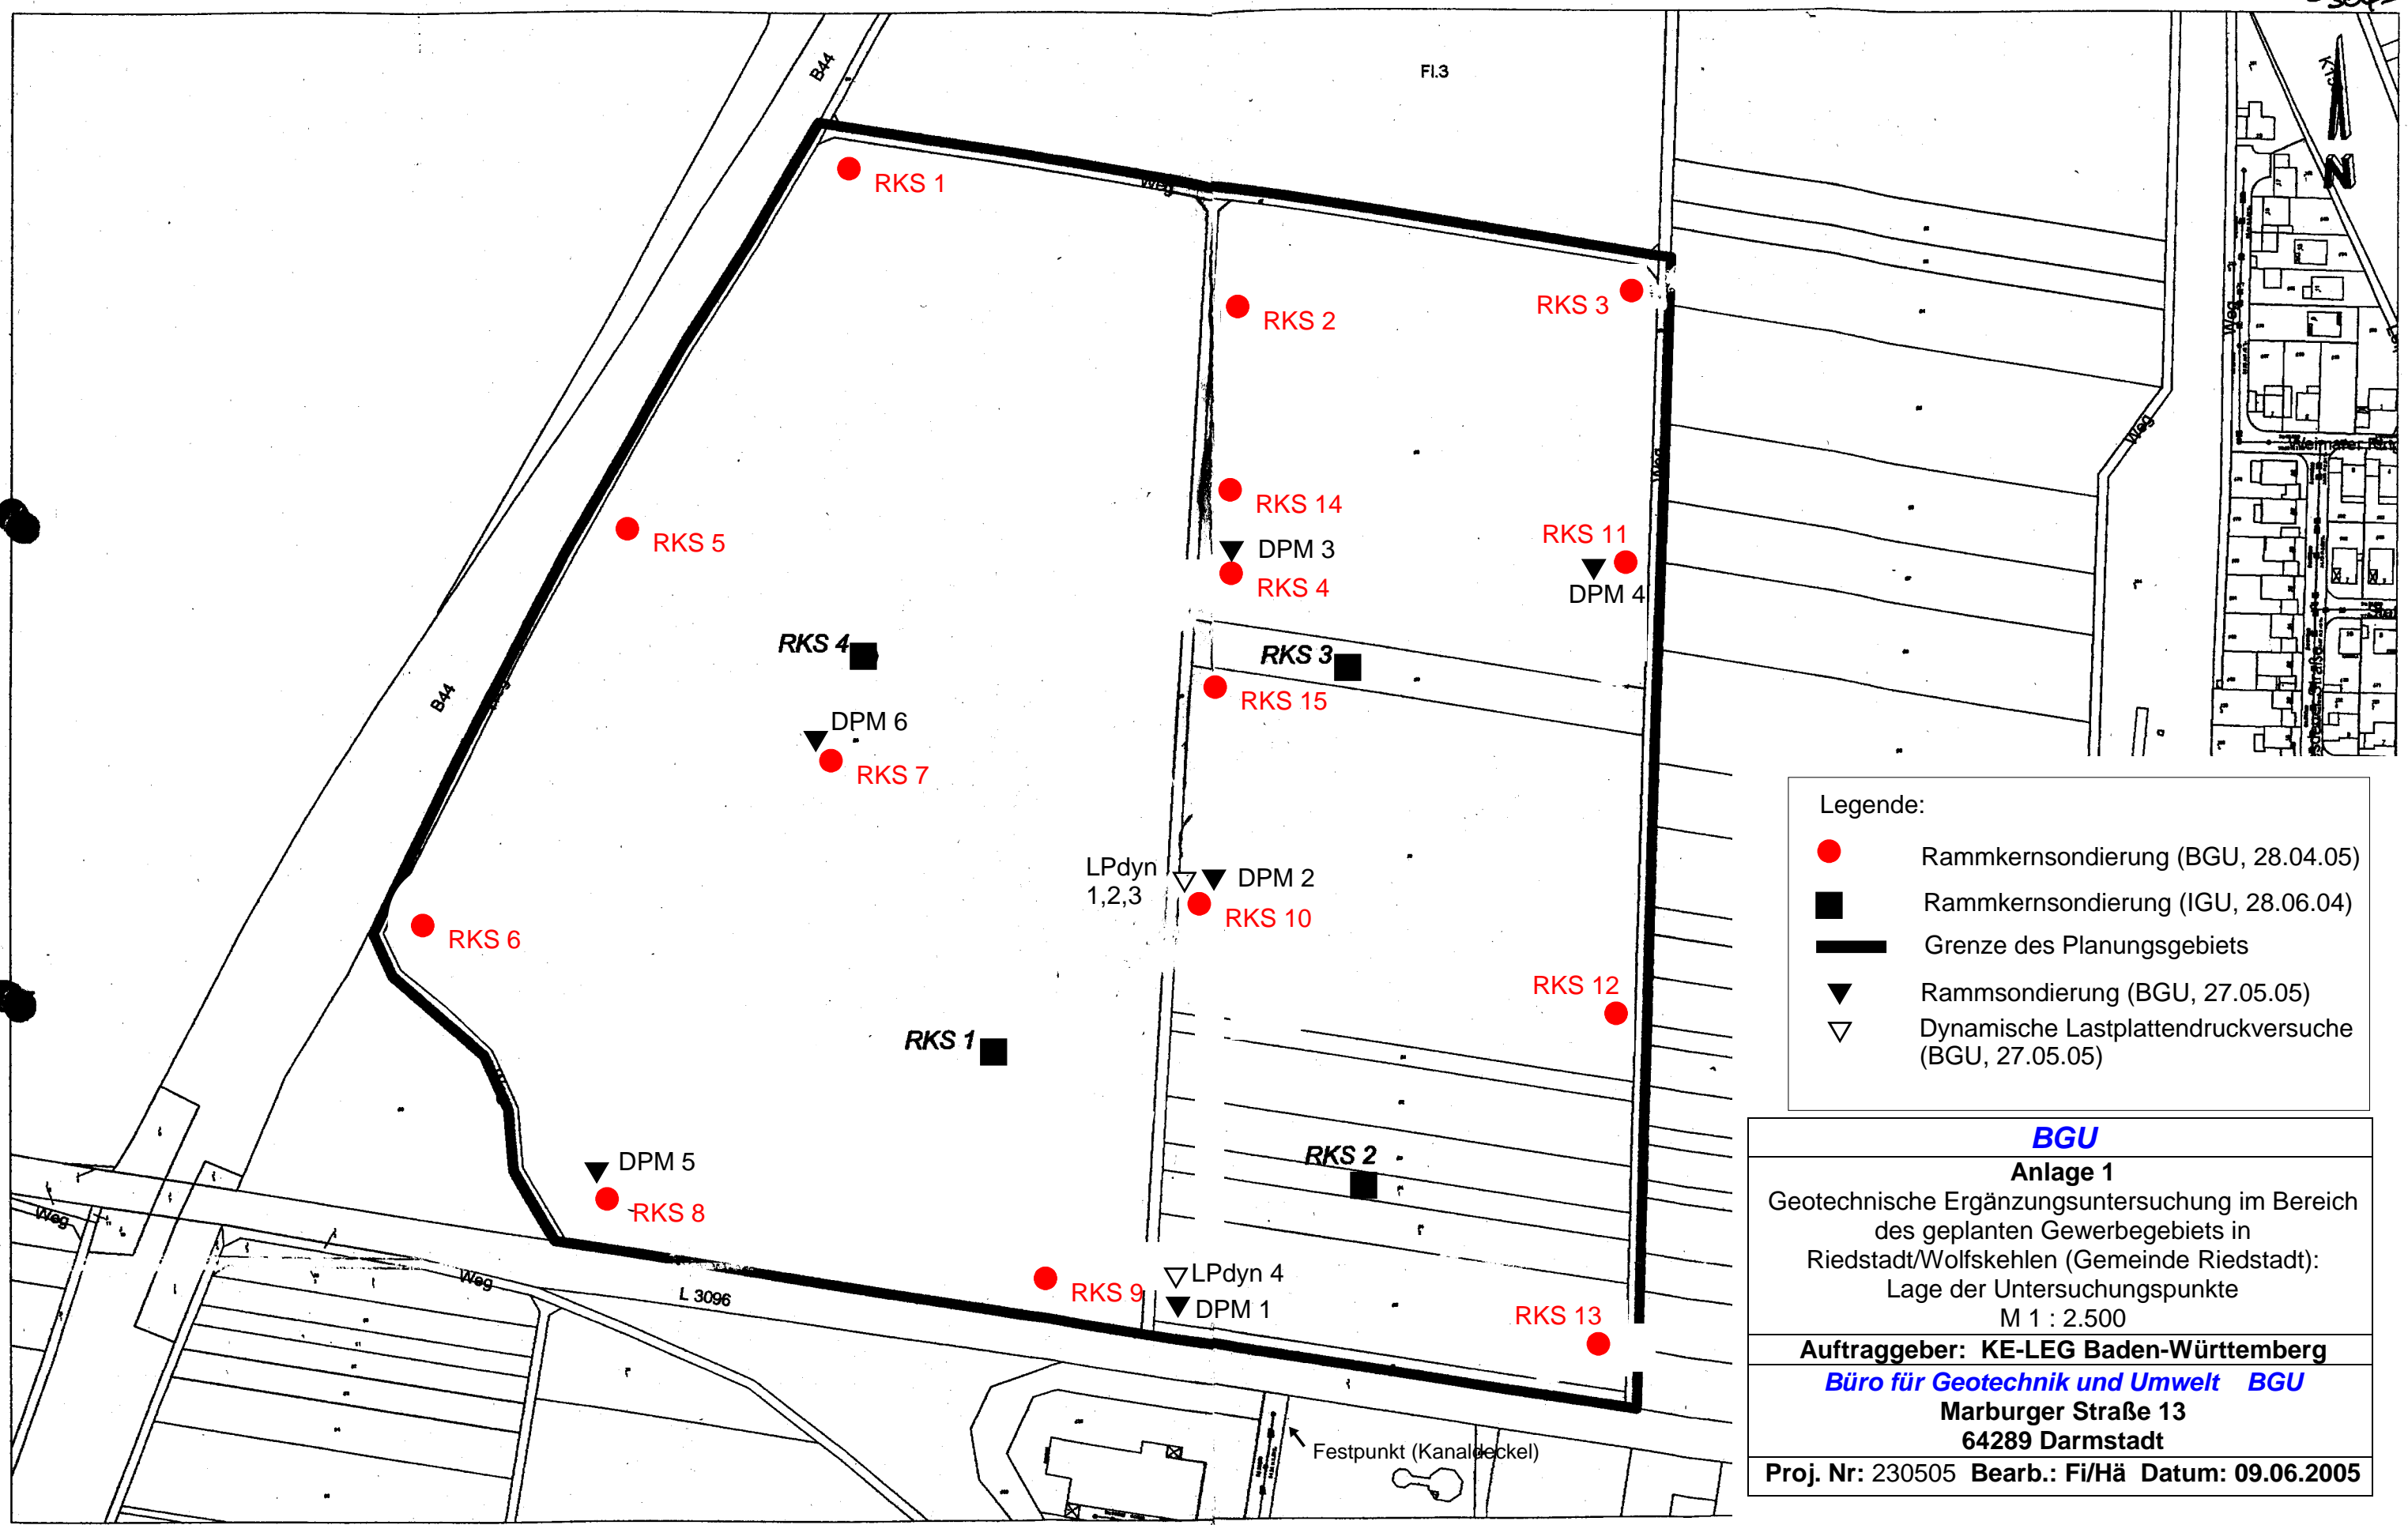 B44
Fl.3
RKS 1
Weg
RKS 2
RKS 3
Weg
Weg
Weg
RKS 14
RKS 5
DPM 3
RKS 4
RKS 11
DPM 4
RKS 4
RKS 3
B44
RKS 15
DPM 6
RKS 7
LPdyn
1,2,3
DPM 2
RKS 10
RKS 6
RKS 12
RKS 1
RKS 2
DPM 5
RKS 8
Weg
Weg
L 3096
RKS 9
LPdyn 4
DPM 1
RKS 13
Festpunkt (Kanaldeckel)
N
Legende:
Rammkernsondierung (BGU, 28.04.05)
Rammkernsondierung (IGU, 28.06.04)
Grenze des Planungsgebiets
Rammsondierung (BGU, 27.05.05)
Dynamische Lastplattendruckversuche
(BGU, 27.05.05)
BGU
Anlage 1
Geotechnische Ergänzungsuntersuchung im Bereich
des geplanten Gewerbegebiets in
Riedstadt/Wolfskehlen (Gemeinde Riedstadt):
Lage der Untersuchungspunkte
M 1 : 2.500
Auftraggeber: KE-LEG Baden-Württemberg
Büro für Geotechnik und Umwelt BGU
Marburger Straße 13
64289 Darmstadt
Proj. Nr: 230505 Bearb.: Fi/Hä Datum: 09.06.2005